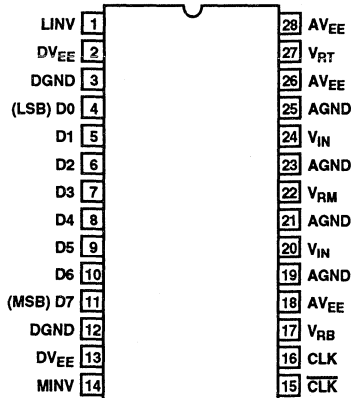 LINV 1 28 AVEE
DVEE 2 27 VRT
DGND 3 26 AVEE
(LSB) D0 4 25 AGND
D1 5 24 VIN
D2 6 23 AGND
D3 7 22 VRM
D4 8 21 AGND
D5 9 20 VIN
D6 10 19 AGND
(MSB) D7 11 18 AVEE
DGND 12 17 VRB
DVEE 13 16 CLK
MINV 14 15 C̅L̅K̅